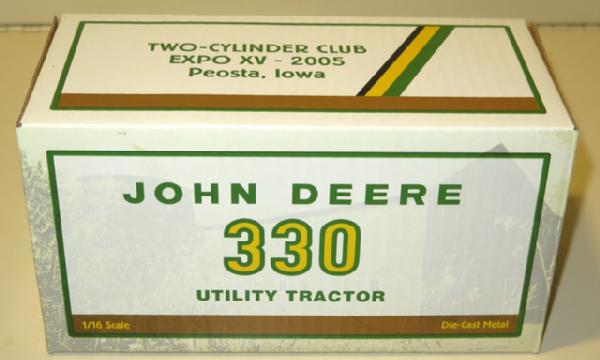 TWO-CYLINDER CLUB
EXPO XV - 2005
Peosta, Iowa
JOHN DEERE
330
UTILITY TRACTOR
1/16 Scale
Die-Cast Metal